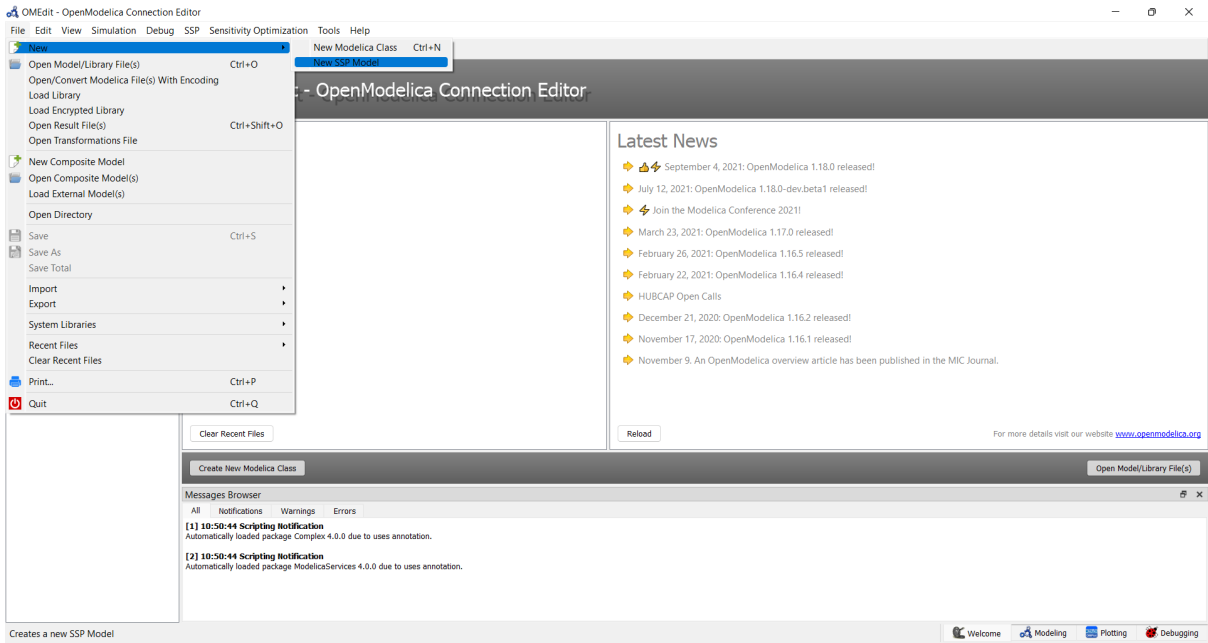 OMEdit - OpenModelica Connection Editor
File Edit View Simulation Debug SSP Sensitivity Optimization Tools Help
New
New Modelica Class Ctrl+N
New SSP Model
Open Model/Library File(s) Ctrl+O
Open/Convert Modelica File(s) With Encoding
Load Library
Load Encrypted Library
Open Result File(s) Ctrl+Shift+O
Open Transformations File
New Composite Model
Open Composite Model(s)
Load External Model(s)
Open Directory
Save Ctrl+S
Save As
Save Total
Import
Export
System Libraries
Recent Files
Clear Recent Files
Print... Ctrl+P
Quit Ctrl+Q
- OpenModelica Connection Editor
Latest News
September 4, 2021: OpenModelica 1.18.0 released!
July 12, 2021: OpenModelica 1.18.0-dev.beta1 released!
Join the Modelica Conference 2021!
March 23, 2021: OpenModelica 1.17.0 released!
February 26, 2021: OpenModelica 1.16.5 released!
February 22, 2021: OpenModelica 1.16.4 released!
HUBCAP Open Calls
December 21, 2020: OpenModelica 1.16.2 released!
November 17, 2020: OpenModelica 1.16.1 released!
November 9. An OpenModelica overview article has been published in the MIC Journal.
Clear Recent Files
Reload
For more details visit our website www.openmodelica.org
Create New Modelica Class
Open Model/Library File(s)
Messages Browser
All Notifications Warnings Errors
[1] 10:50:44 Scripting Notification
Automatically loaded package Complex 4.0.0 due to uses annotation.
[2] 10:50:44 Scripting Notification
Automatically loaded package ModelicaServices 4.0.0 due to uses annotation.
Creates a new SSP Model
Welcome Modeling Plotting Debugging